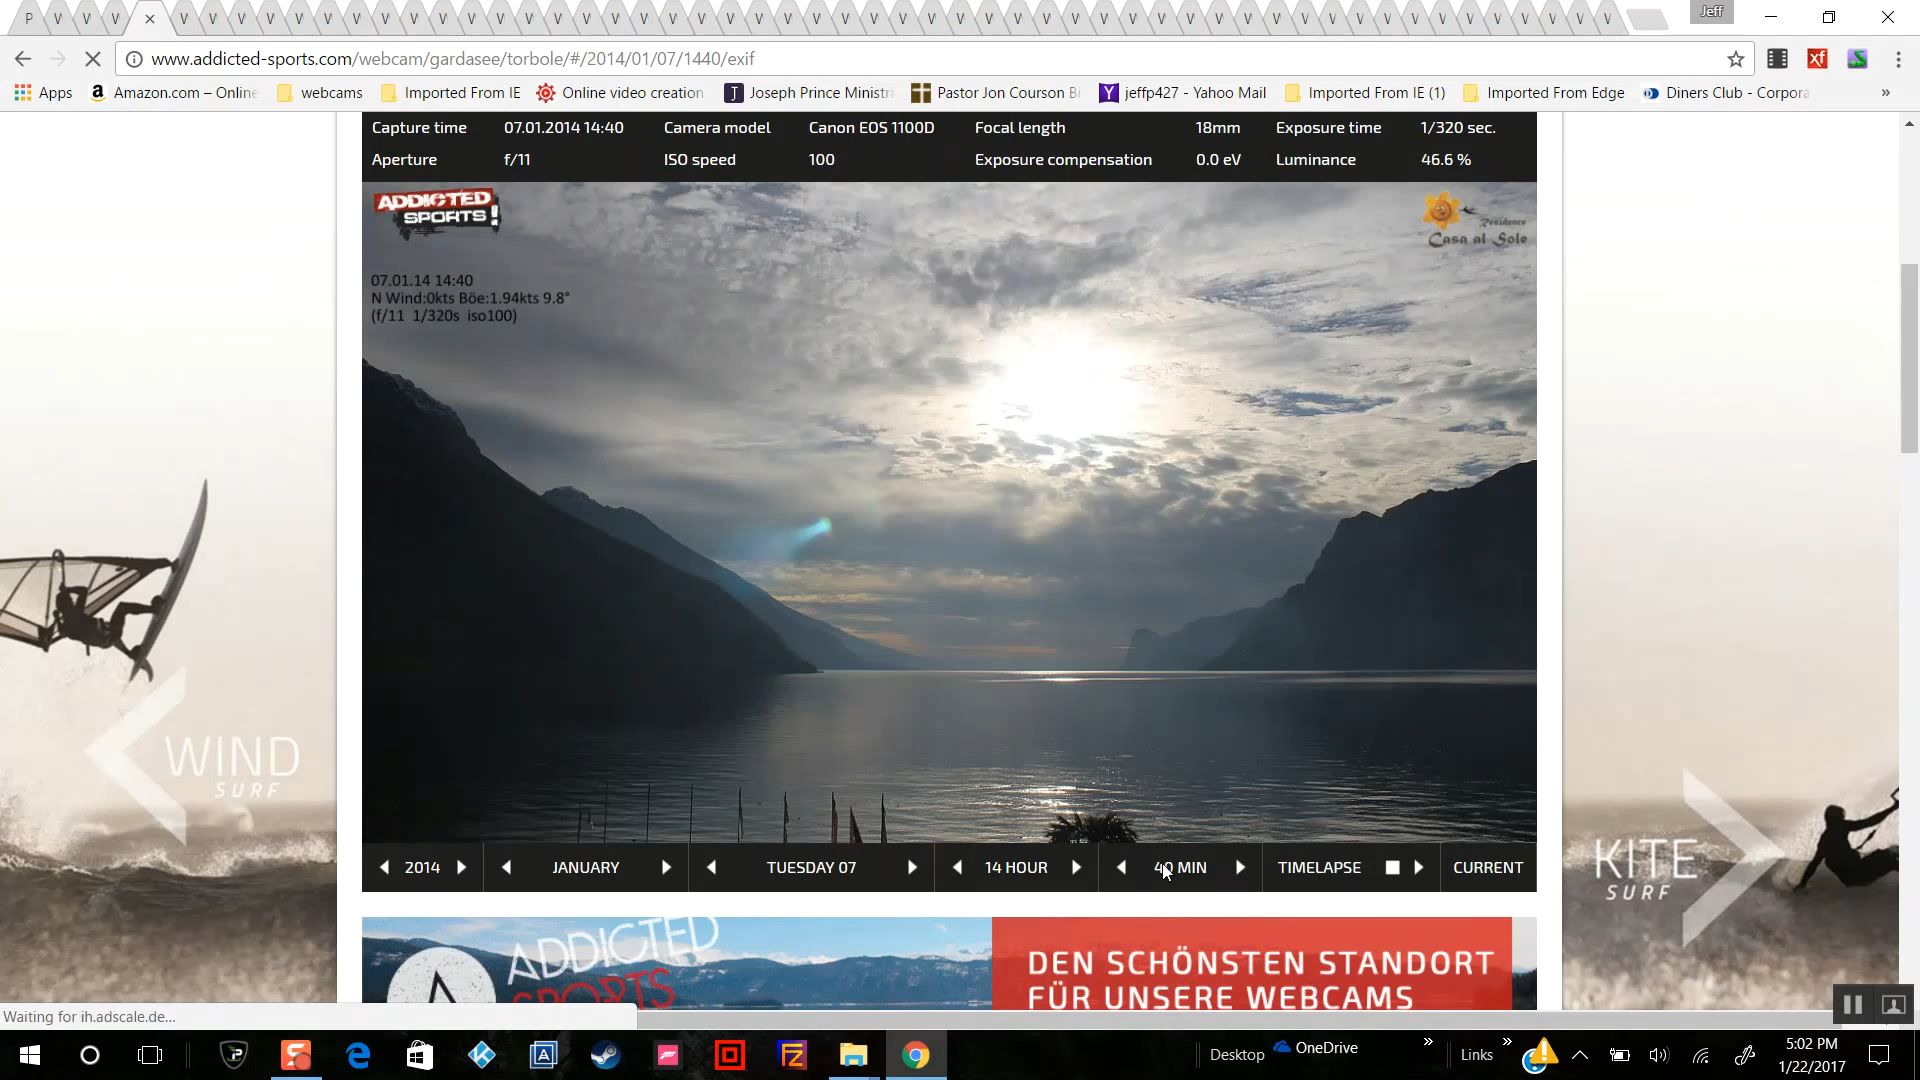 Jeff
www.addicted-sports.com/webcam/gardasee/torbole/#/2014/01/07/1440/exif
Apps
Amazon.com – Online
webcams
Imported From IE
Online video creation
Joseph Prince Ministri
Pastor Jon Courson Bi
jeffp427 - Yahoo Mail
Imported From IE (1)
Imported From Edge
Diners Club - Corpora
»
Capture time 07.01.2014 14:40 Camera model Canon EOS 1100D Focal length 18mm Exposure time 1/320 sec.
Aperture f/11 ISO speed 100 Exposure compensation 0.0 eV Luminance 46.6 %
ADDICTED
SPORTS!
Residence
Casa al Sole
07.01.14 14:40
N Wind:0kts Böe:1.94kts 9.8°
(f/11 1/320s iso100)
WIND
SURF
KITE
SURF
2014 JANUARY TUESDAY 07 14 HOUR 40 MIN TIMELAPSE CURRENT
ADDICTED
SPORTS
DEN SCHÖNSTEN STANDORT
FÜR UNSERE WEBCAMS
Waiting for ih.adscale.de...
Desktop
OneDrive
»
Links
»
5:02 PM
1/22/2017